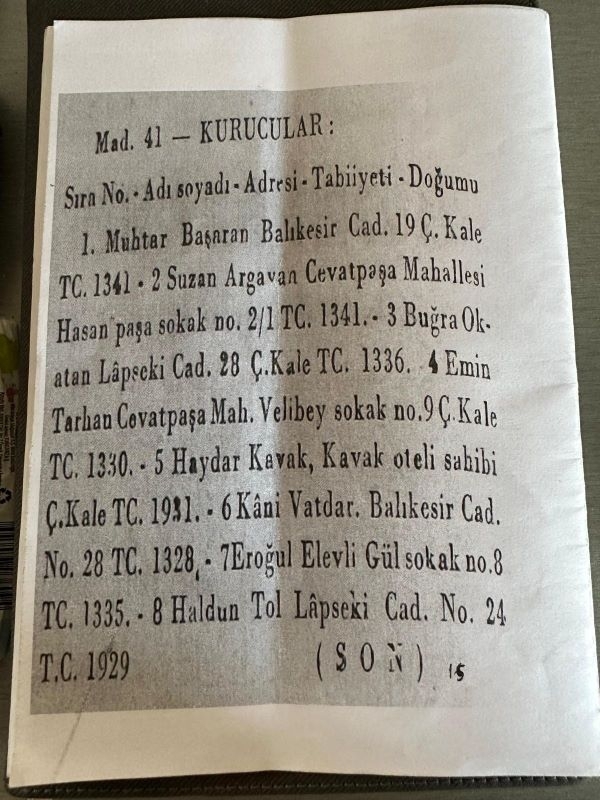 Mad. 41 — KURUCULAR :
Sıra No. - Adı soyadı - Adresi - Tabiiyeti - Doğumu
1. Muhtar Başaran Balıkesir Cad. 19 Ç. Kale
TC. 1341 - 2 Suzan Argavan Cevatpaşa Mahallesi
Hasan paşa sokak no. 2/1 TC. 1341. - 3 Buğra Ok-
atan Lâpseki Cad. 28 Ç.Kale TC. 1336. 4 Emin
Tarhan Cevatpaşa Mah. Velibey sokak no.9 Ç.Kale
TC. 1330. - 5 Haydar Kavak, Kavak oteli sahibi
Ç.Kale TC. 1931. - 6 Kâni Vatdar. Balıkesir Cad.
No. 28 TC. 1328, - 7 Eroğul Elevli Gül sokak no.8
TC. 1335. - 8 Haldun Tol Lâpseki Cad. No. 24
T.C. 1929 ( S O N ) 15